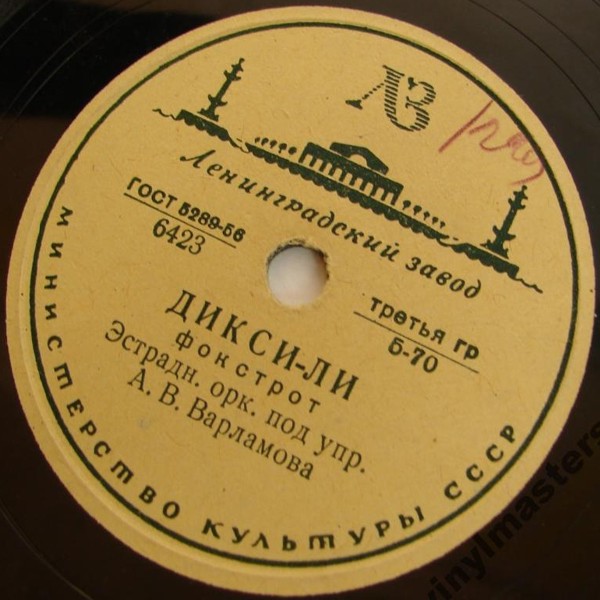 ЛЗ
Ленинградский завод
ГОСТ 5289-56
6423
третья гр
6-70
ДИКСИ-ЛИ
ФОКСТРОТ
Эстрадн. орк. под упр.
А. В. Варламова
МИНИСТЕРСТВО КУЛЬТУРЫ СССР
vinylmasters